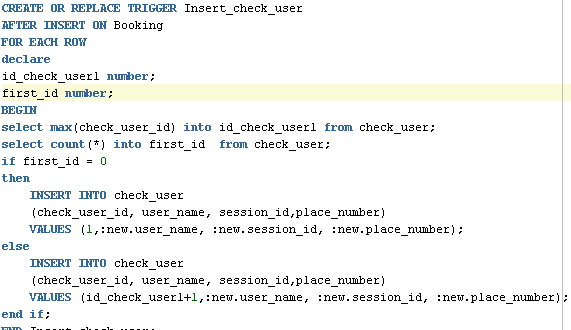 CREATE OR REPLACE TRIGGER Insert_check_user
AFTER INSERT ON Booking
FOR EACH ROW
declare
id_check_user1 number;
first_id number;
BEGIN
select max(check_user_id) into id_check_user1 from check_user;
select count(*) into first_id  from check_user;
if first_id = 0
then
    INSERT INTO check_user
    (check_user_id, user_name, session_id,place_number)
    VALUES (1,:new.user_name, :new.session_id, :new.place_number);
else
    INSERT INTO check_user
    (check_user_id, user_name, session_id,place_number)
    VALUES (id_check_user1+1,:new.user_name, :new.session_id, :new.place_number);
end if;
END Insert_check_user;